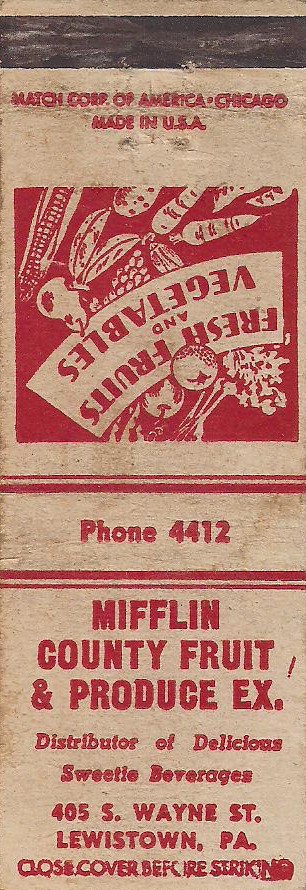 MATCH CORP. OF AMERICA • CHICAGO
MADE IN U.S.A.
FRESH FRUITS
AND
VEGETABLES
Phone 4412
MIFFLIN
COUNTY FRUIT
& PRODUCE EX.
Distributor of Delicious
Sweetie Beverages
405 S. WAYNE ST.
LEWISTOWN, PA.
CLOSE COVER BEFORE STRIKING